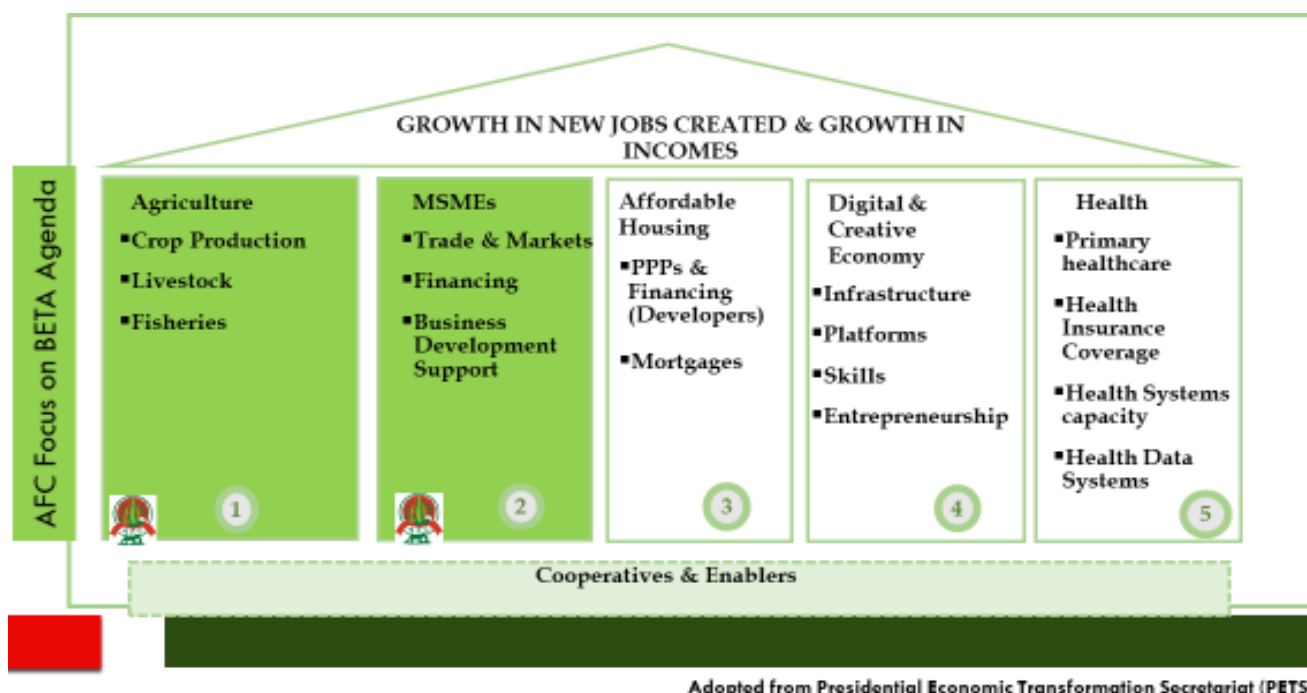 GROWTH IN NEW JOBS CREATED & GROWTH IN
INCOMES
AFC Focus on BETA Agenda
Agriculture
▪Crop Production
▪Livestock
▪Fisheries
1
MSMEs
▪Trade & Markets
▪Financing
▪Business
Development
Support
2
Affordable
Housing
▪PPPs &
Financing
(Developers)
▪Mortgages
3
Digital &
Creative
Economy
▪Infrastructure
▪Platforms
▪Skills
▪Entrepreneurship
4
Health
▪Primary
healthcare
▪Health
Insurance
Coverage
▪Health Systems
capacity
▪Health Data
Systems
5
Cooperatives & Enablers
Adopted from Presidential Economic Transformation Secretariat (PETS